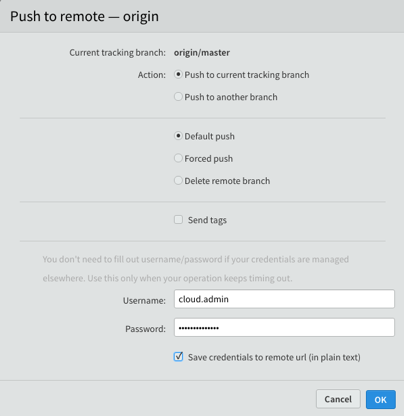 Push to remote — origin
Current tracking branch: origin/master
Action: Push to current tracking branch
Push to another branch
Default push
Forced push
Delete remote branch
Send tags
You don't need to fill out username/password if your credentials are managed
elsewhere. Use this only when your operation keeps timing out.
Username: cloud.admin
Password: ••••••••••••••
Save credentials to remote url (in plain text)
Cancel OK